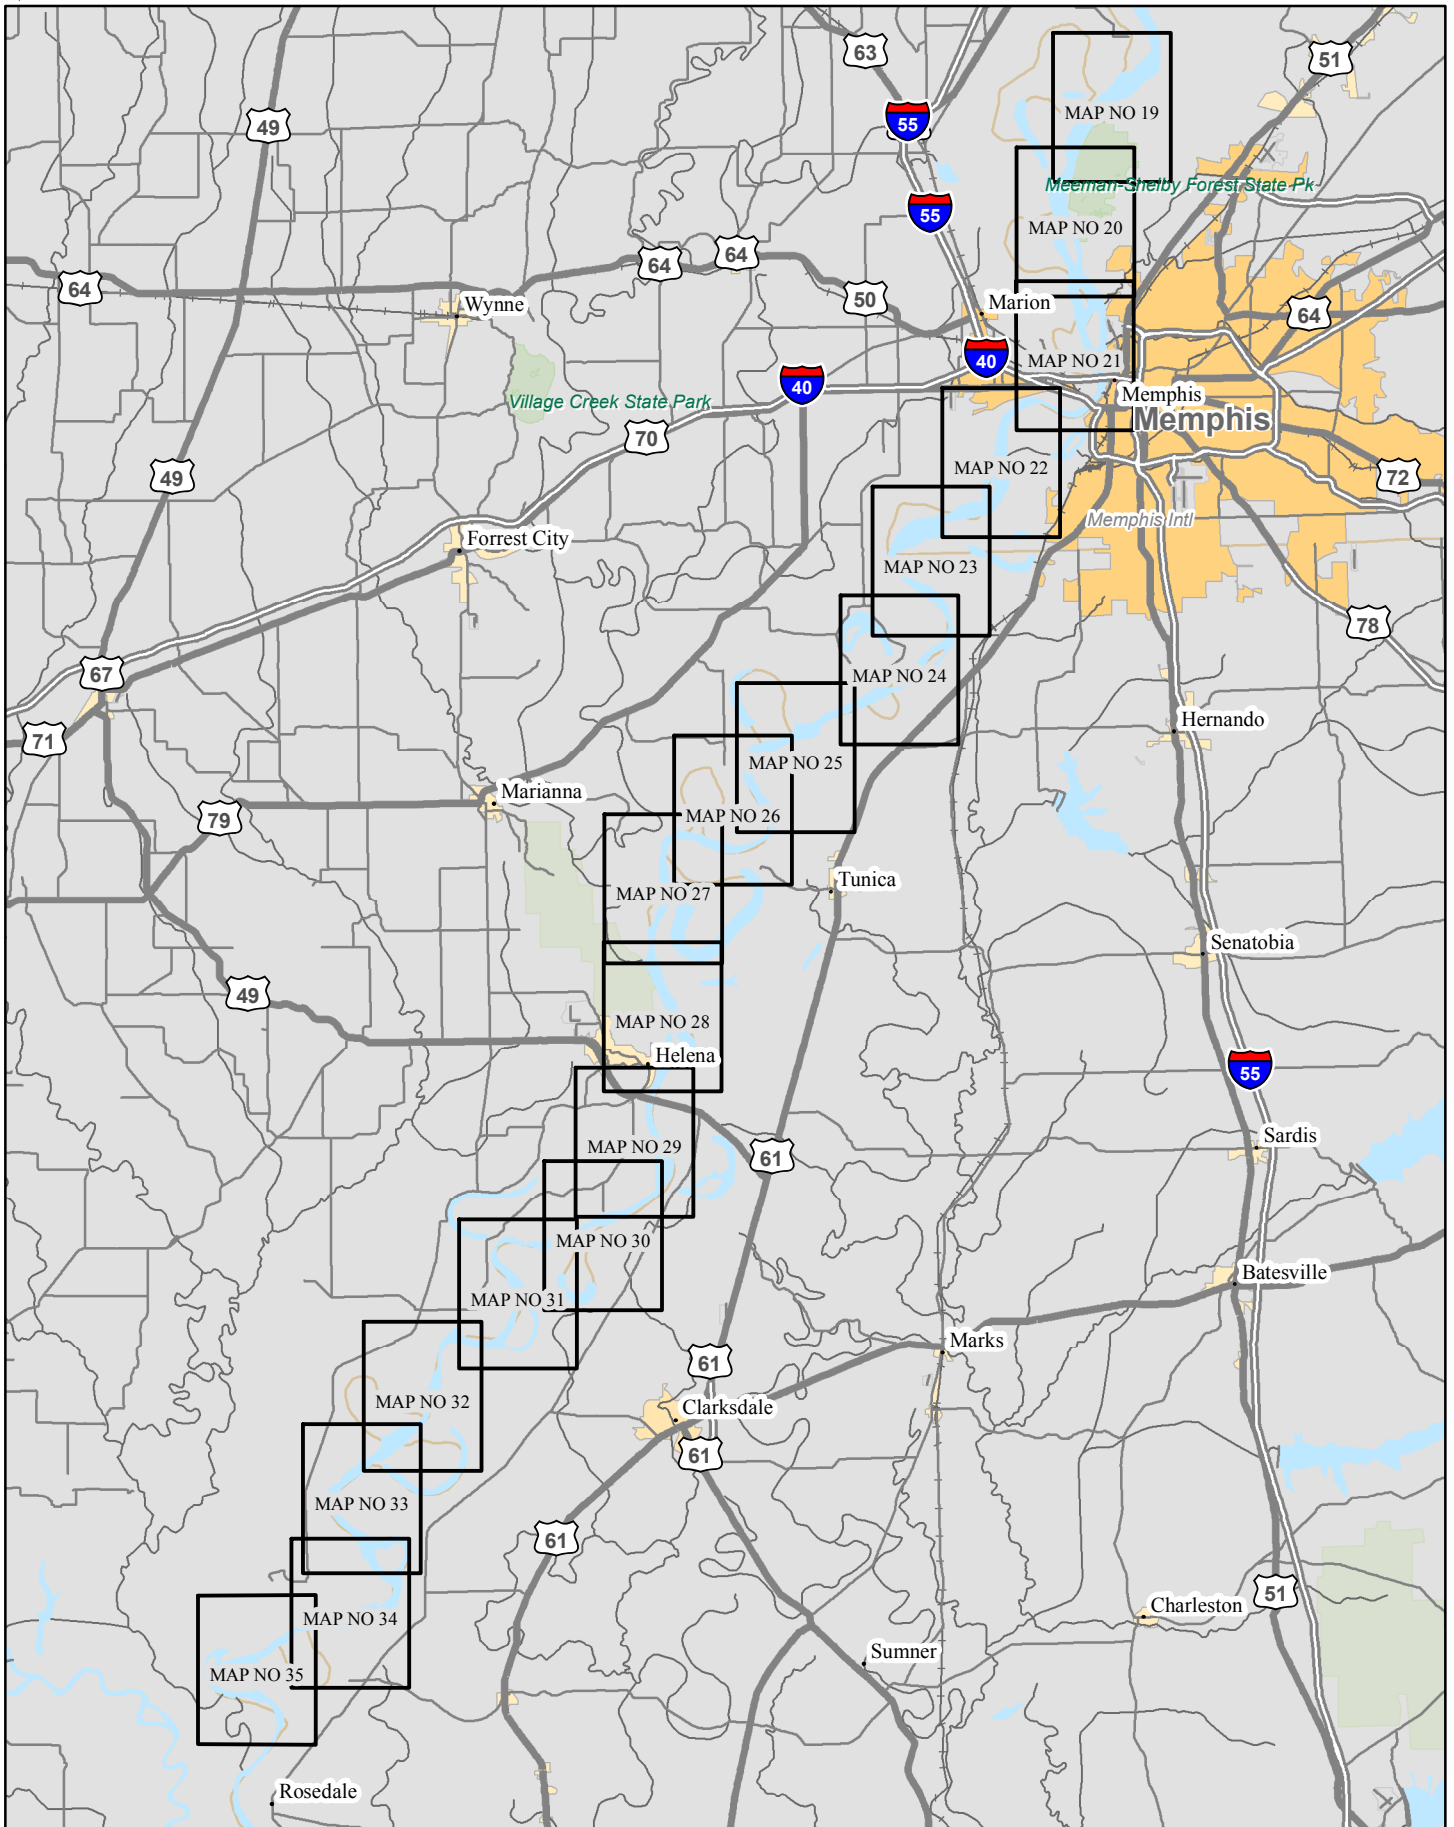 63
51
49
55
MAP NO 19
Meeman-Shelby Forest State Pk
55
MAP NO 20
64
64
64
50
Marion
64
Wynne
40
MAP NO 21
40
Village Creek State Park
Memphis
Memphis
70
49
MAP NO 22
72
Memphis Intl
Forrest City
MAP NO 23
78
67
MAP NO 24
71
Hernando
MAP NO 25
Marianna
79
MAP NO 26
Tunica
MAP NO 27
Senatobia
49
MAP NO 28
Helena
55
Sardis
MAP NO 29
61
MAP NO 30
Batesville
MAP NO 31
Marks
61
MAP NO 32
Clarksdale
61
MAP NO 33
61
51
Charleston
MAP NO 34
Sumner
MAP NO 35
Rosedale